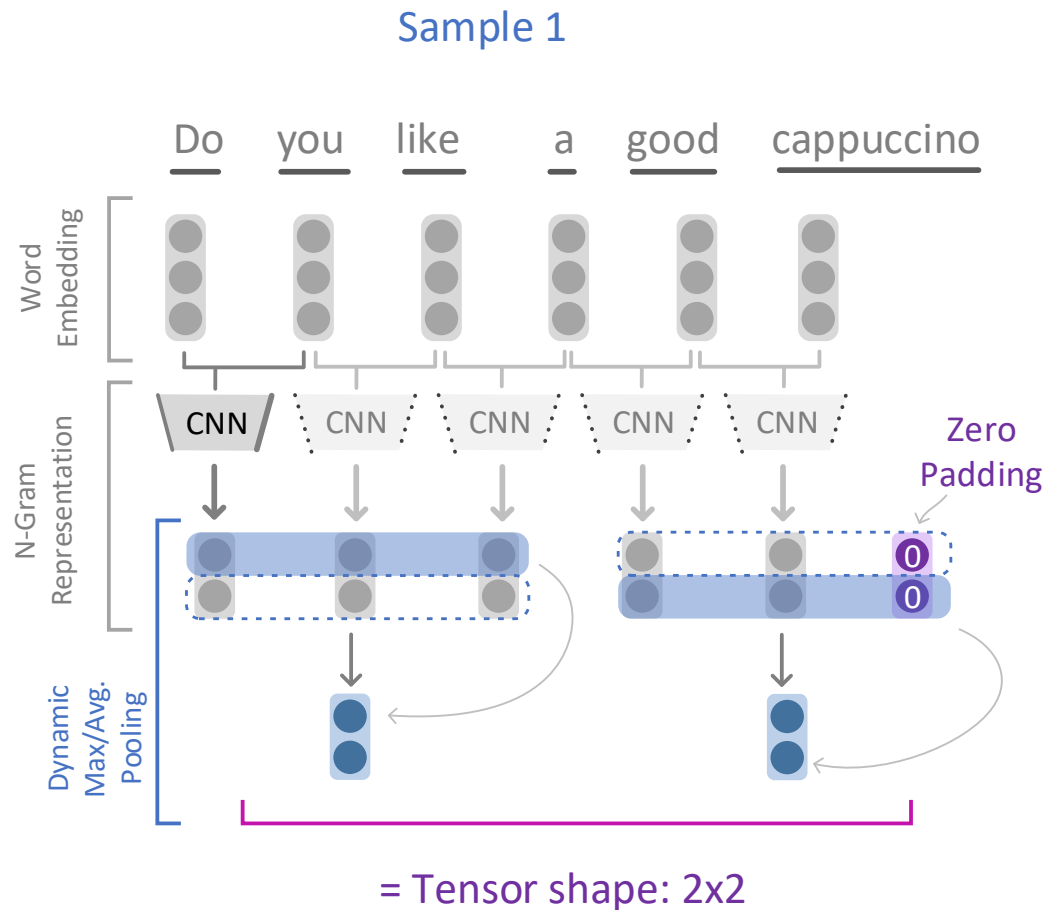 Sample 1
Do you like a good cappuccino
Word
Embedding
CNN CNN CNN CNN CNN
Zero
Padding
N-Gram
Representation
0
0
Dynamic
Max/Avg.
Pooling
= Tensor shape: 2x2